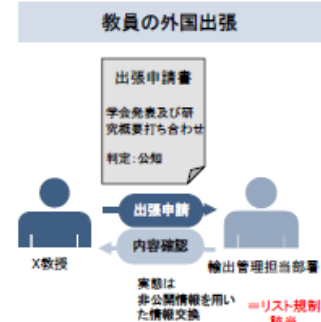 教員の外国出張
出張申請書
学会発表及び研
究概要打ち合わせ
判定:公知
出張申請
内容確認
X教授
輸出管理担当部署
実態は
非公開情報を用い
た情報交換
=リスト規制
該当